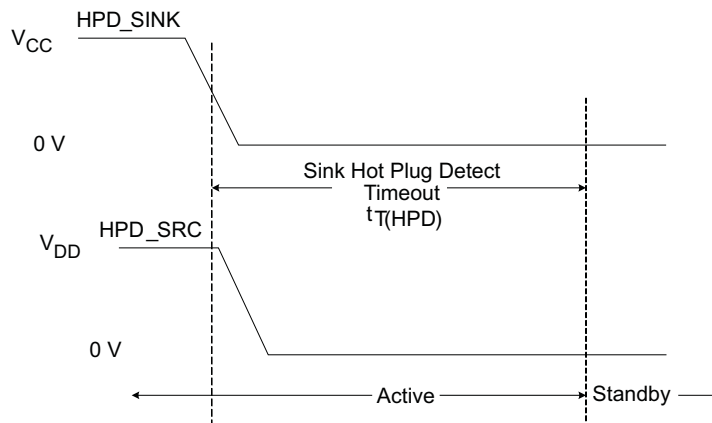 HPD_SINK
VCC
0 V
Sink Hot Plug Detect
Timeout
tT(HPD)
HPD_SRC
VDD
0 V
Active
Standby